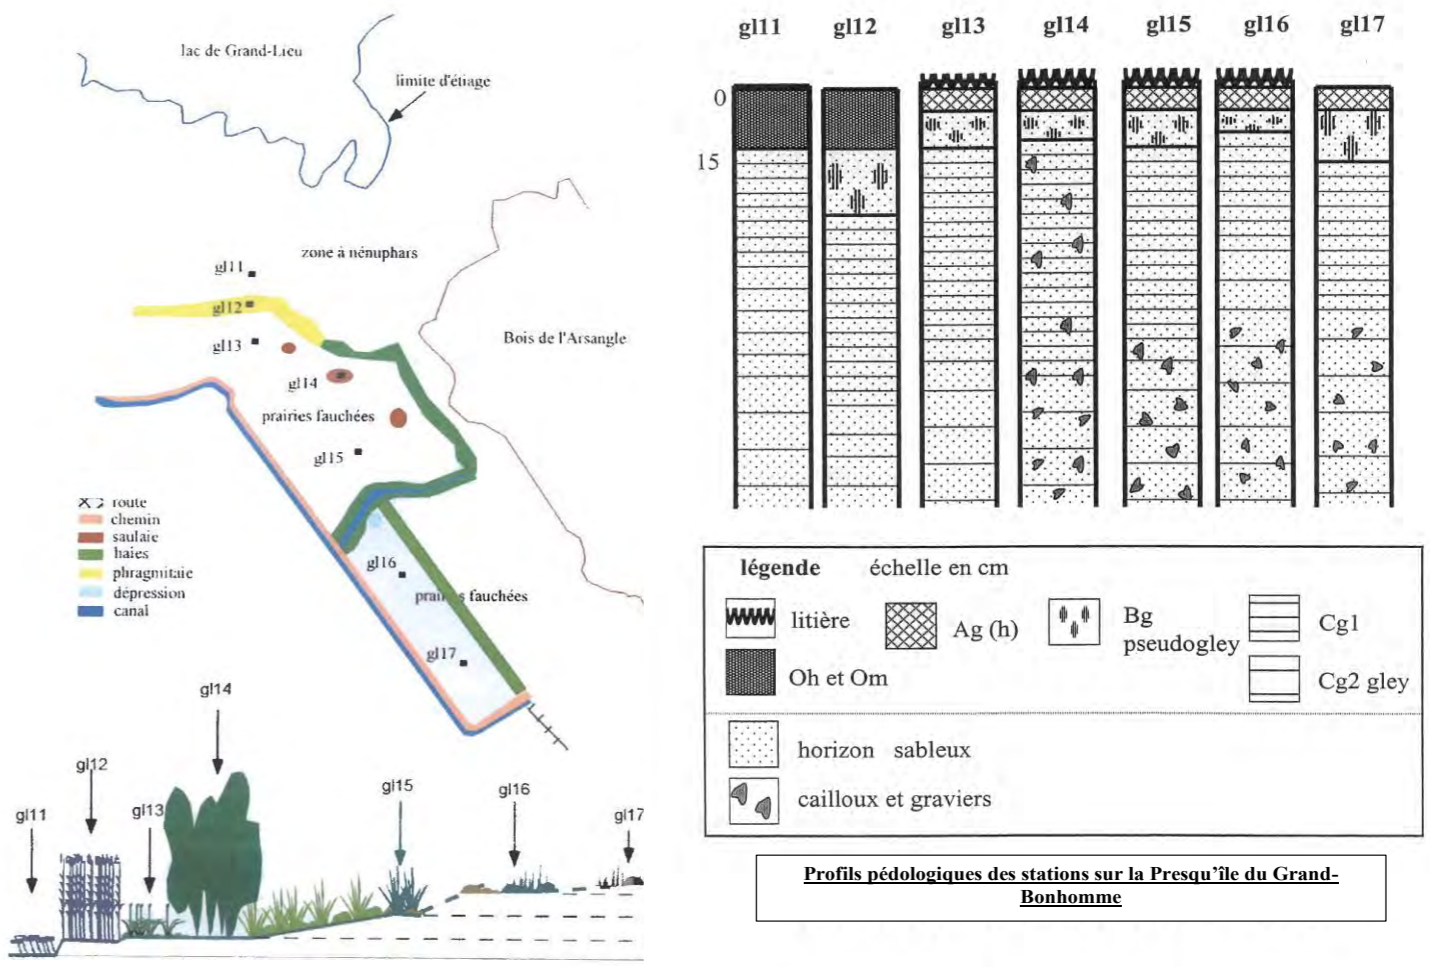 lac de Grand-Lieu
limite d'étiage
zone à nénuphars
gl11
gl12
gl13
Bois de l'Arsangle
gl14
prairies fauchées
gl15
route
chemin
saulaie
haies
phragmitaie
dépression
canal
gl16
prairies fauchées
gl17
gl14
gl12
gl11
gl13
gl15
gl16
gl17
gl11 gl12 gl13 gl14 gl15 gl16 gl17
0
15
légende échelle en cm
litière
Ag (h)
Bg
pseudogley
Cg1
Oh et Om
Cg2 gley
horizon sableux
cailloux et graviers
Profils pédologiques des stations sur la Presqu'île du Grand-
Bonhomme